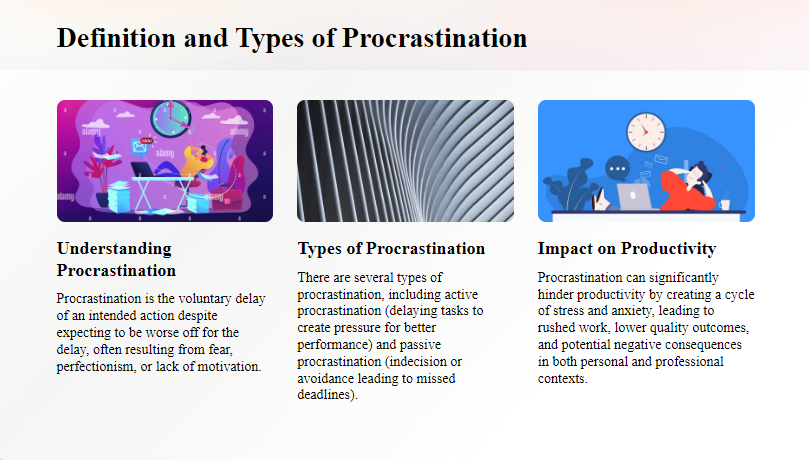 Definition and Types of Procrastination
alamy
alamy
alamy
alamy
alamy
Understanding
Procrastination
Procrastination is the voluntary delay
of an intended action despite
expecting to be worse off for the
delay, often resulting from fear,
perfectionism, or lack of motivation.
Types of Procrastination
There are several types of
procrastination, including active
procrastination (delaying tasks to
create pressure for better
performance) and passive
procrastination (indecision or
avoidance leading to missed
deadlines).
Impact on Productivity
Procrastination can significantly
hinder productivity by creating a cycle
of stress and anxiety, leading to
rushed work, lower quality outcomes,
and potential negative consequences
in both personal and professional
contexts.